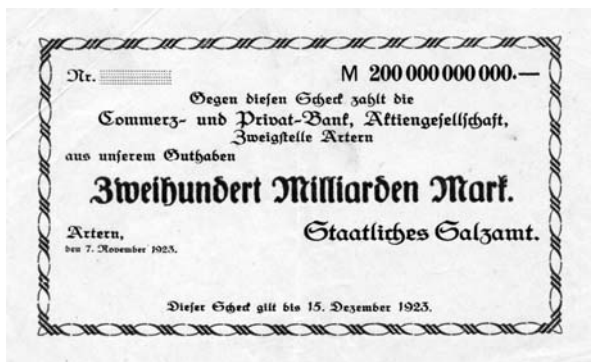 Nr. M 200 000 000 000.—
Gegen diesen Scheck zahlt die
Commerz- und Privat-Bank, Aktiengesellschaft,
Zweigstelle Artern
aus unserem Guthaben
Zweihundert Milliarden Mark.
Artern, Staatliches Salzamt.
den 7. November 1923.
Dieser Scheck gilt bis 15. Dezember 1923.